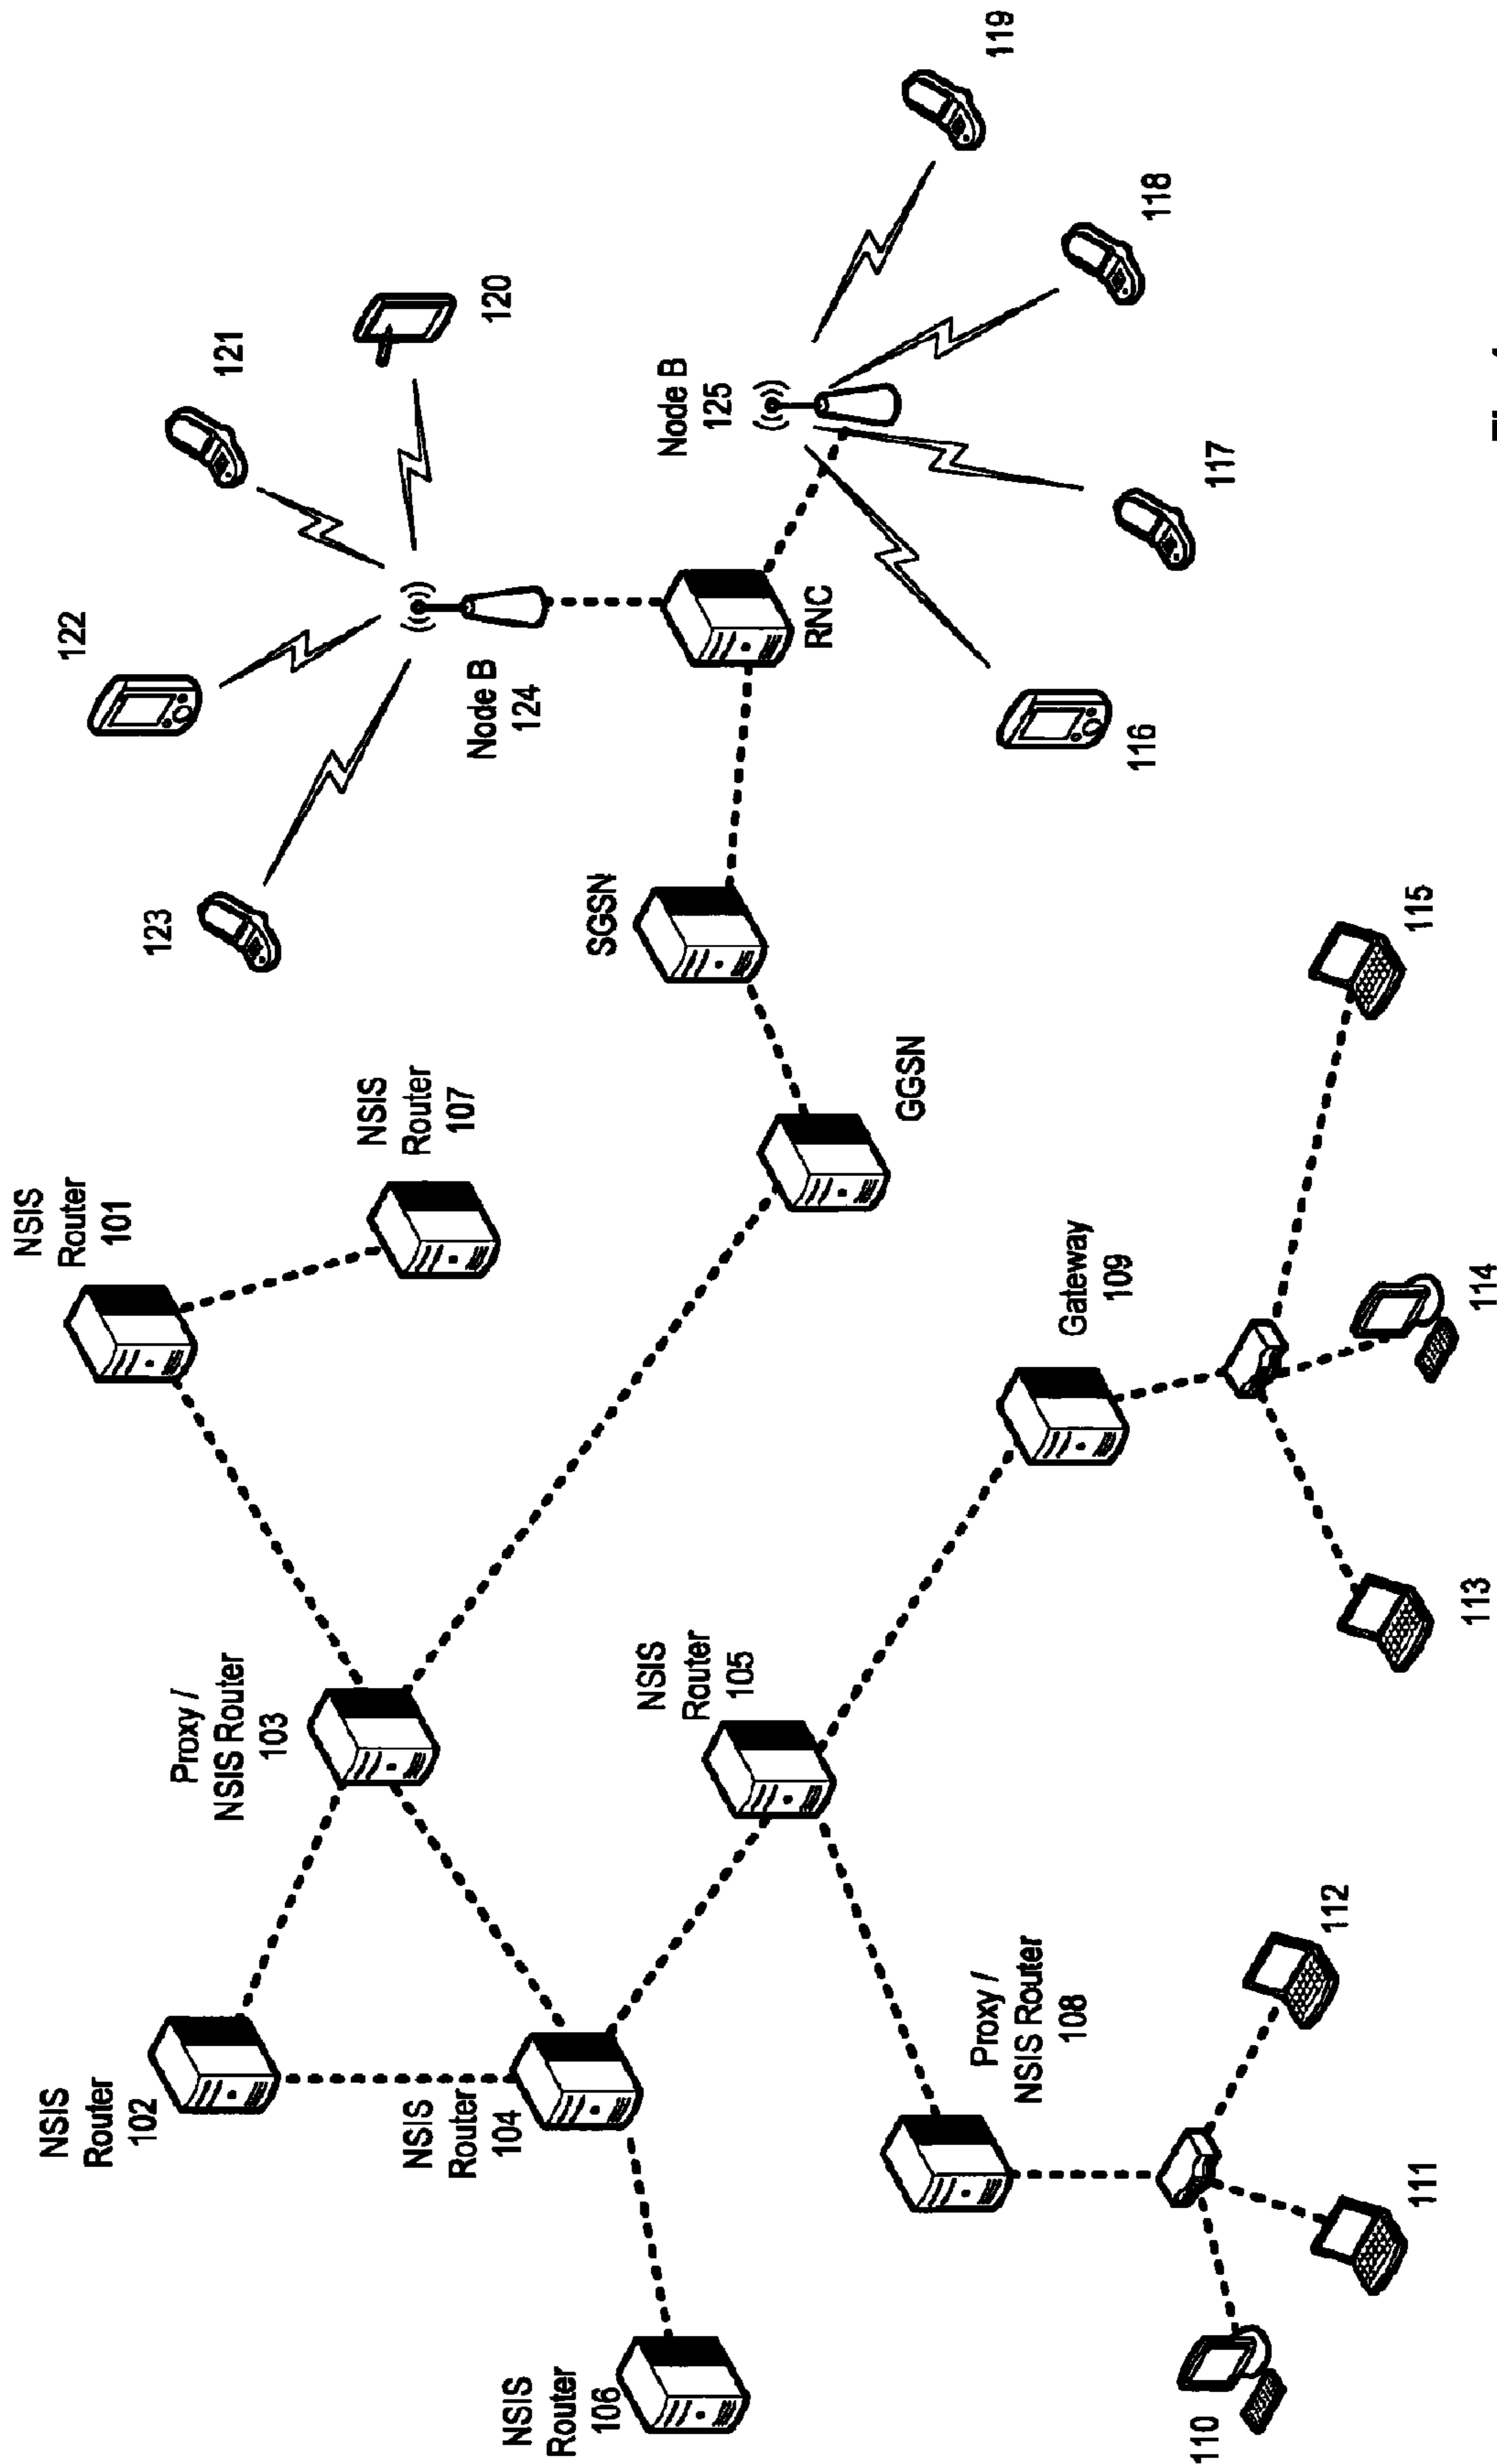 NSIS
Router
101
NSIS
Router
102
122
123
Proxy /
NSIS Router
103
121
NSIS
Router
107
NSIS
Router
104
Node B
124
120
NSIS
Router
106
SGSN
NSIS
Router
105
Node B
125
RNC
GGSN
Proxy /
NSIS Router
108
119
Gateway
109
116
118
110
117
112
111
115
113
114